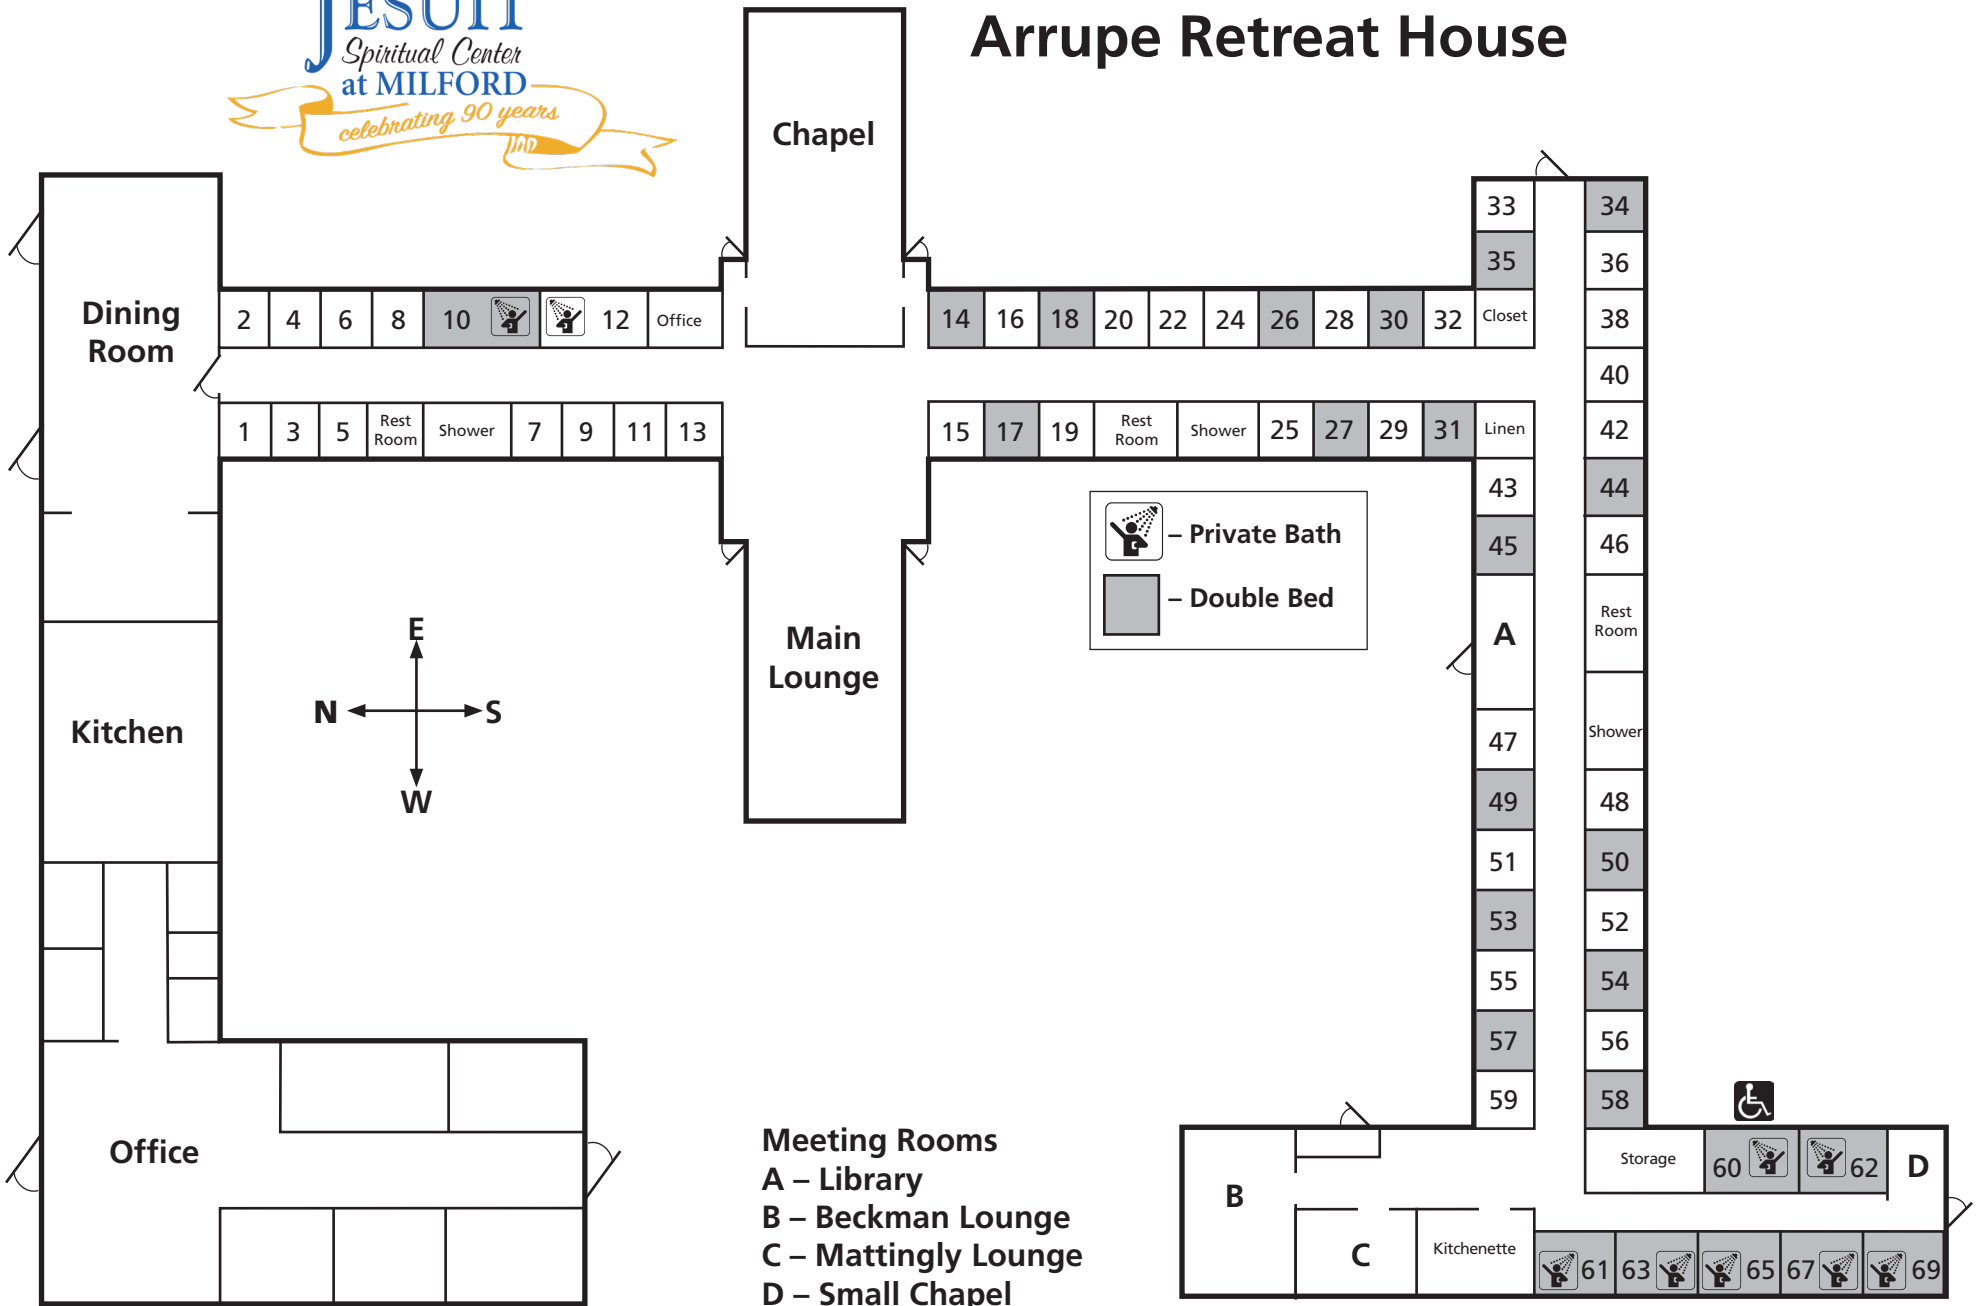 JESUIT
Spiritual Center
at MILFORD
celebrating 90 years
Arrupe Retreat House
Chapel
Dining
Room
2 4 6 8 10 12 Office
1 3 5 Rest Room Shower 7 9 11 13
14 16 18 20 22 24 26 28 30 32 Closet
15 17 19 Rest Room Shower 25 27 29 31 Linen
33
35
34
36
38
40
42
44
46
Rest
Room
Shower
48
50
52
54
56
58
43
45
A
47
49
51
53
55
57
59
– Private Bath
– Double Bed
Main
Lounge
E
N S
W
Kitchen
Office
Meeting Rooms
A – Library
B – Beckman Lounge
C – Mattingly Lounge
D – Small Chapel
B
C
Kitchenette
Storage
60 62 D
61 63 65 67 69